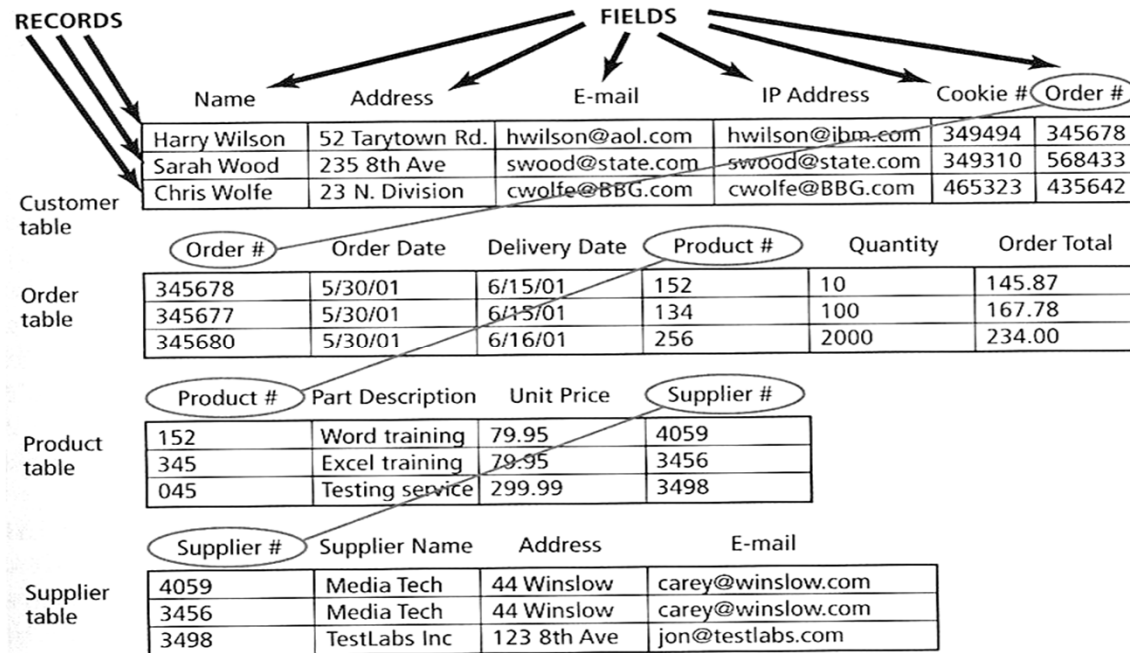 RECORDS FIELDS
Name Address E-mail IP Address Cookie # Order #
Harry Wilson 52 Tarytown Rd. hwilson@aol.com hwilson@ibm.com 349494 345678
Sarah Wood 235 8th Ave swood@state.com swood@state.com 349310 568433
Chris Wolfe 23 N. Division cwolfe@BBG.com cwolfe@BBG.com 465323 435642
Customer
table
Order # Order Date Delivery Date Product # Quantity Order Total
Order
table
345678 5/30/01 6/15/01 152 10 145.87
345677 5/30/01 6/15/01 134 100 167.78
345680 5/30/01 6/16/01 256 2000 234.00
Product # Part Description Unit Price Supplier #
Product
table
152 Word training 79.95 4059
345 Excel training 79.95 3456
045 Testing service 299.99 3498
Supplier # Supplier Name Address E-mail
Supplier
table
4059 Media Tech 44 Winslow carey@winslow.com
3456 Media Tech 44 Winslow carey@winslow.com
3498 TestLabs Inc 123 8th Ave jon@testlabs.com